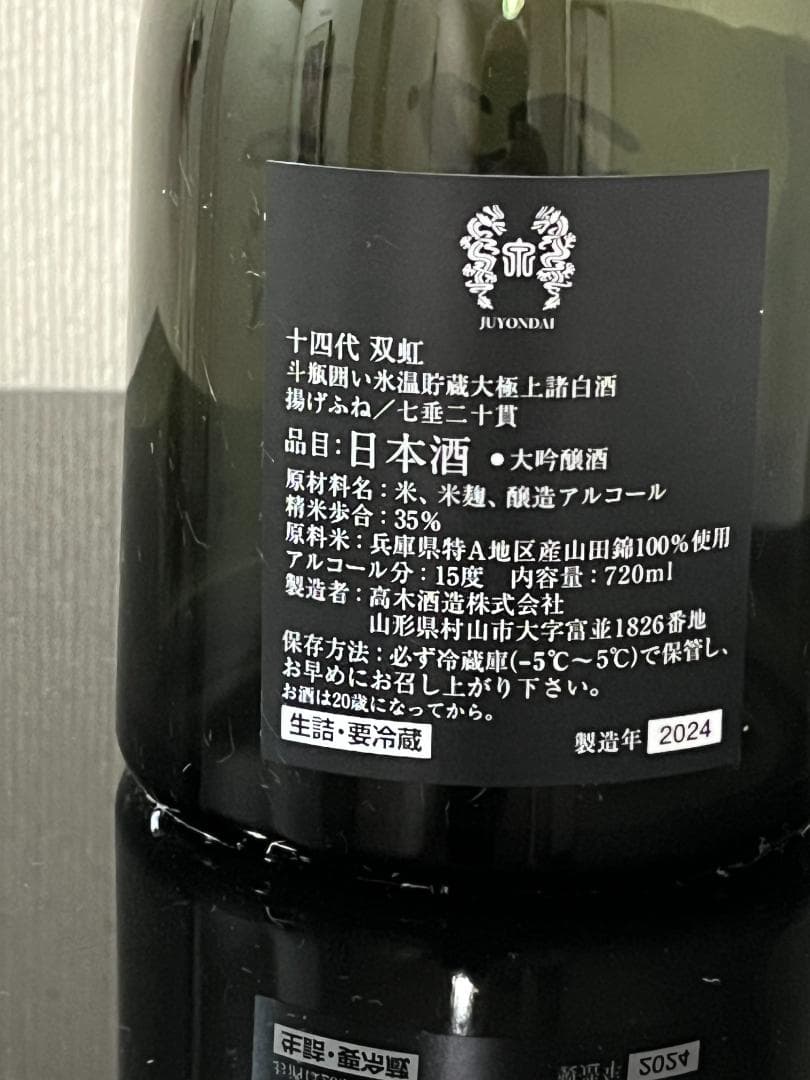 JUYONDAI
十四代 双虹
斗瓶囲い氷温貯蔵大極上諸白酒
揚げふね／七垂二十貫
品目：日本酒 ●大吟醸酒
原材料名：米、米麹、醸造アルコール
精米歩合：35%
原料米：兵庫県特A地区産山田錦100%使用
アルコール分：15度 内容量：720ml
製造者：高木酒造株式会社
山形県村山市大字富並1826番地
保存方法：必ず冷蔵庫(-5℃〜5℃)で保管し、
お早めにお召し上がり下さい。
お酒は20歳になってから。
生詰・要冷蔵 製造年 2024